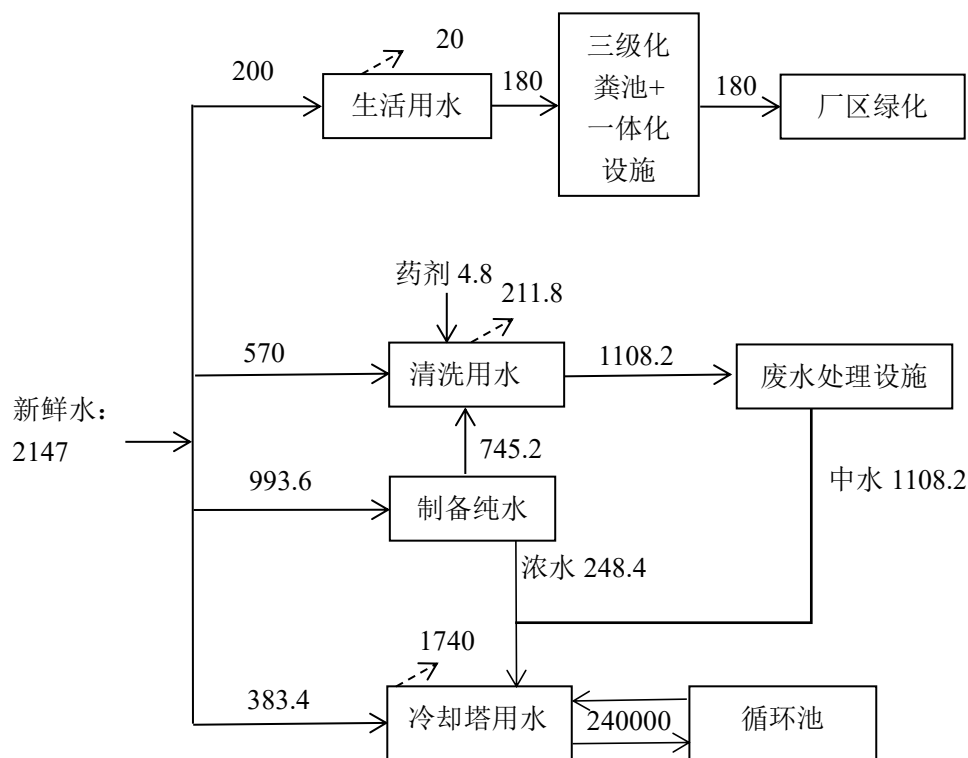 20
200
生活用水
180
三级化
粪池+
一体化
设施
180
厂区绿化
药剂 4.8
211.8
570
清洗用水
1108.2
废水处理设施
新鲜水：
2147
745.2
中水 1108.2
993.6
制备纯水
浓水 248.4
1740
383.4
冷却塔用水
240000
循环池